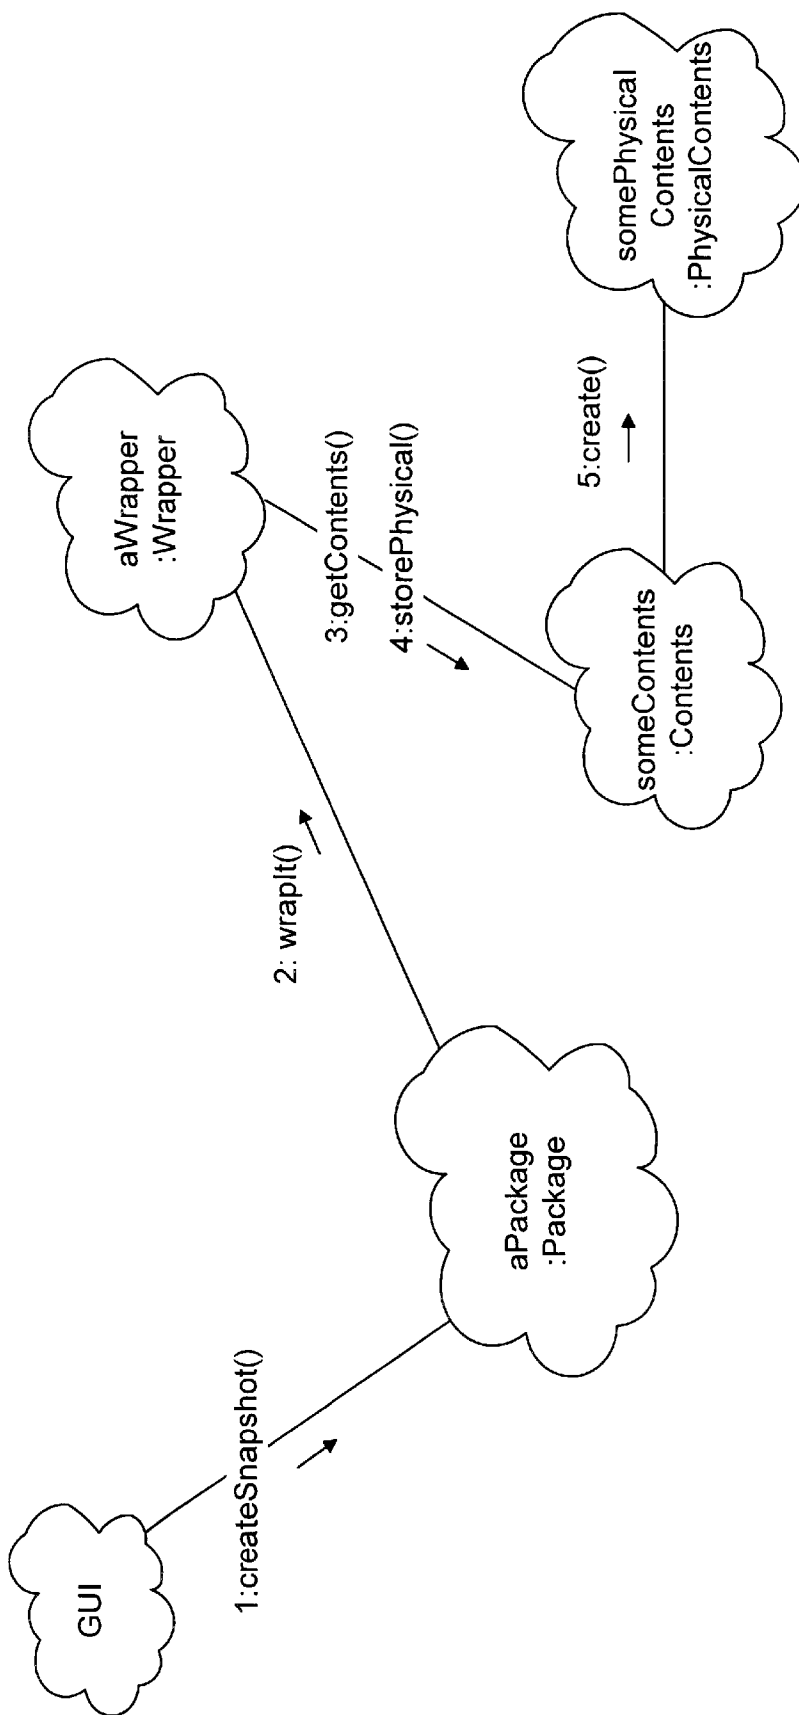 GUI
1:createSnapshot()
aPackage
:Package
2: wrapIt()
aWrapper
:Wrapper
3:getContents()
4:storePhysical()
someContents
:Contents
5:create()
somePhysical
Contents
:PhysicalContents